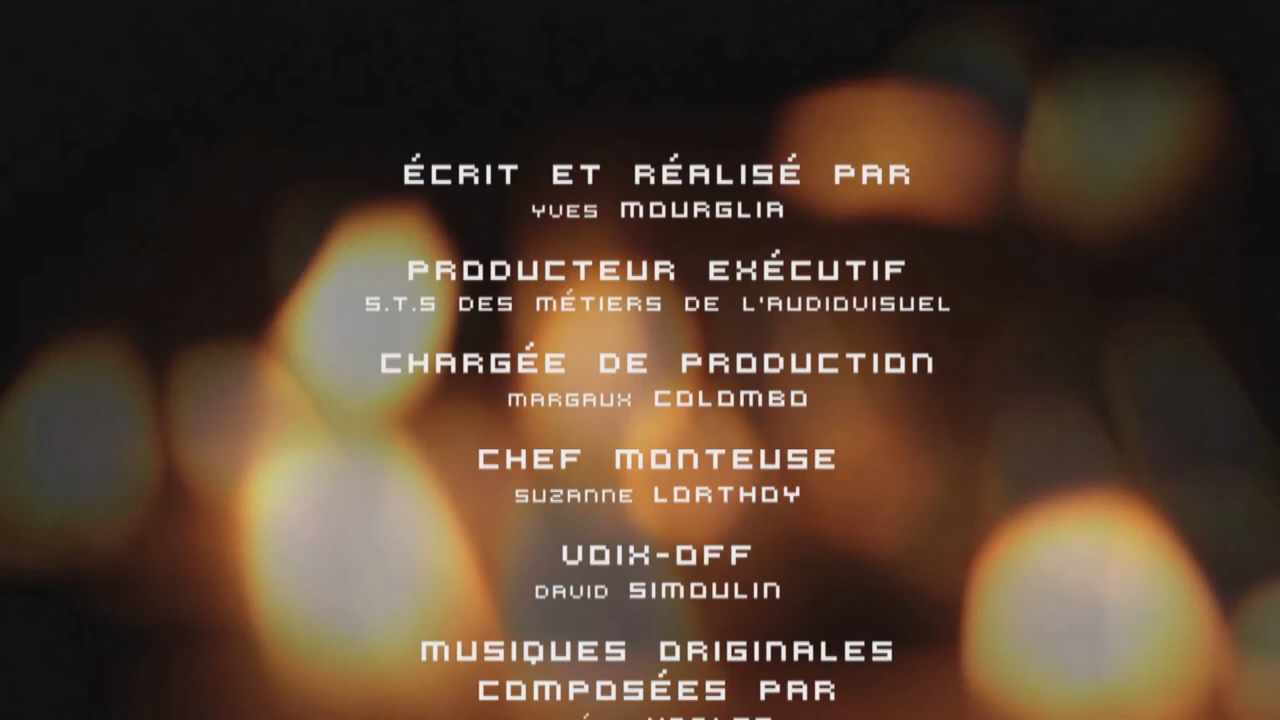 ÉCRIT ET RÉALISÉ PAR
YVES MOURGLIA
PRODUCTEUR EXÉCUTIF
S.T.S DES MÉTIERS DE L'AUDIOVISUEL
CHARGÉE DE PRODUCTION
MARGAUX COLOMBO
CHEF MONTEUSE
SUZANNE LORTHOY
VOIX-OFF
DAVID SIMOULIN
MUSIQUES ORIGINALES
COMPOSÉES PAR